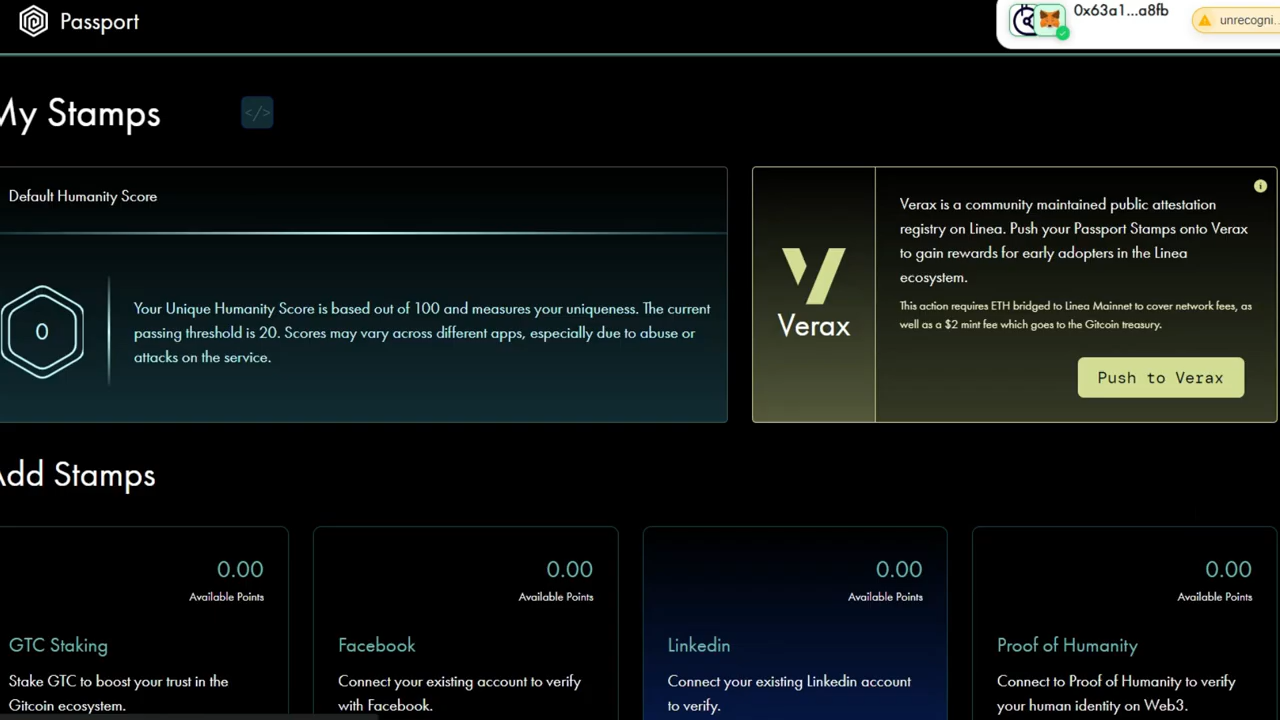 Passport
0x63a1...a8fb
unrecogni...
My Stamps
</>
Default Humanity Score
0
Your Unique Humanity Score is based out of 100 and measures your uniqueness. The current
passing threshold is 20. Scores may vary across different apps, especially due to abuse or
attacks on the service.
Verax
Verax is a community maintained public attestation
registry on Linea. Push your Passport Stamps onto Verax
to gain rewards for early adopters in the Linea
ecosystem.
This action requires ETH bridged to Linea Mainnet to cover network fees, as
well as a $2 mint fee which goes to the Gitcoin treasury.
Push to Verax
Add Stamps
0.00
Available Points
GTC Staking
Stake GTC to boost your trust in the
Gitcoin ecosystem.
0.00
Available Points
Facebook
Connect your existing account to verify
with Facebook.
0.00
Available Points
Linkedin
Connect your existing Linkedin account
to verify.
0.00
Available Points
Proof of Humanity
Connect to Proof of Humanity to verify
your human identity on Web3.